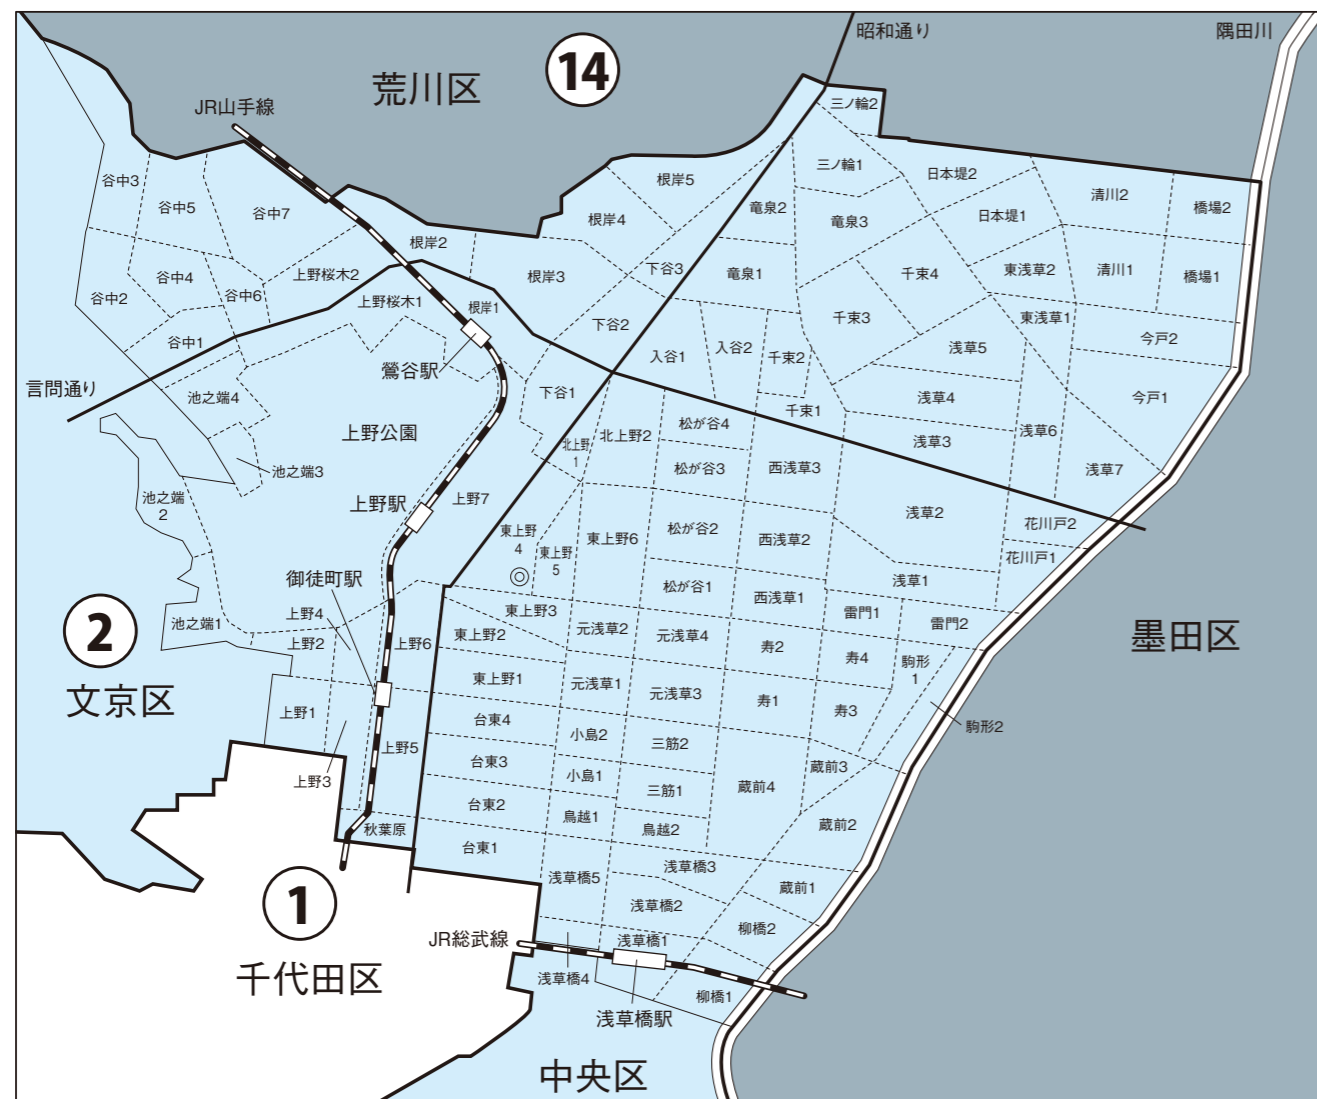 昭和通り
隅田川
荒川区
14
JR山手線
三ノ輪2
三ノ輪1
日本堤2
清川2
橋場2
谷中3
谷中5
谷中7
根岸5
根岸4
竜泉2
竜泉3
日本堤1
根岸2
根岸3
下谷3
竜泉1
千束4
東浅草2
清川1
橋場1
谷中4
谷中2
谷中6
上野桜木2
上野桜木1
根岸1
下谷2
千束3
東浅草1
今戸2
谷中1
鶯谷駅
入谷1
入谷2
千束2
浅草5
言問通り
池之端4
下谷1
千束1
浅草4
今戸1
上野公園
北上野
1
北上野2
松が谷4
浅草3
浅草6
池之端3
松が谷3
西浅草3
浅草7
池之端
2
上野駅
上野7
浅草2
花川戸2
東上野
4
東上野
5
東上野6
松が谷2
西浅草2
花川戸1
御徒町駅
松が谷1
西浅草1
浅草1
2
文京区
池之端1
上野4
上野2
上野6
東上野3
東上野2
元浅草2
元浅草4
雷門1
雷門2
墨田区
寿2
寿4
駒形
1
東上野1
元浅草1
元浅草3
寿1
寿3
駒形2
上野1
台東4
小島2
三筋2
上野5
上野3
台東3
小島1
三筋1
蔵前4
蔵前3
秋葉原
台東2
鳥越1
鳥越2
蔵前2
台東1
浅草橋5
浅草橋3
蔵前1
1
千代田区
浅草橋2
柳橋2
JR総武線
浅草橋1
浅草橋4
柳橋1
浅草橋駅
中央区